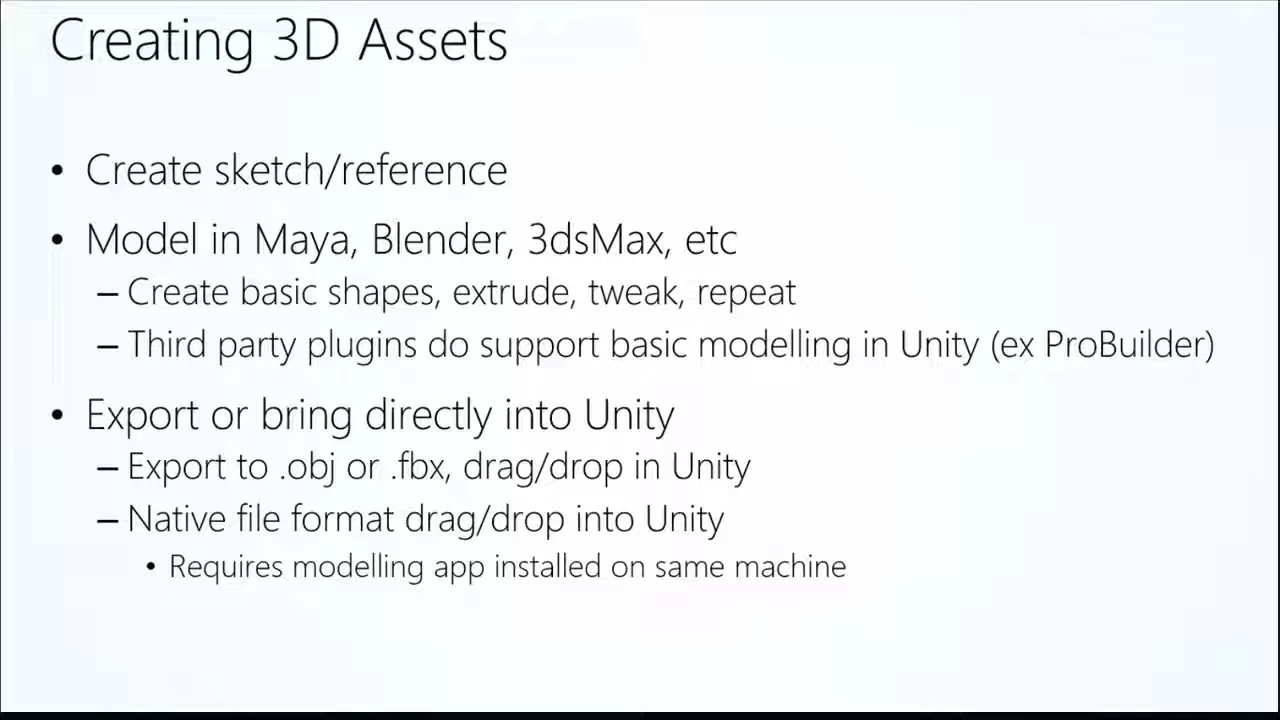 Creating 3D Assets
• Create sketch/reference
• Model in Maya, Blender, 3dsMax, etc
– Create basic shapes, extrude, tweak, repeat
– Third party plugins do support basic modelling in Unity (ex ProBuilder)
• Export or bring directly into Unity
– Export to .obj or .fbx, drag/drop in Unity
– Native file format drag/drop into Unity
• Requires modelling app installed on same machine